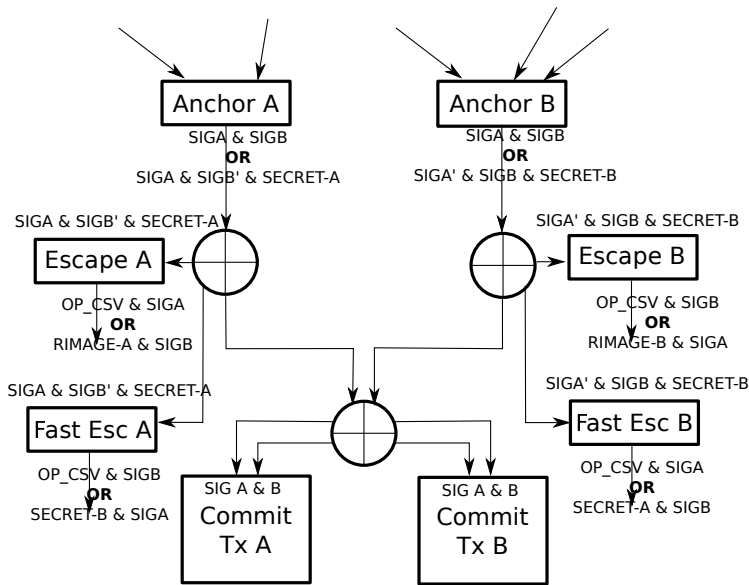 Anchor A
Anchor B
SIGA & SIGB
OR
SIGA & SIGB' & SECRET-A
SIGA & SIGB
OR
SIGA' & SIGB & SECRET-B
SIGA & SIGB' & SECRET-A
SIGA' & SIGB & SECRET-B
Escape A
Escape B
OP_CSV & SIGA
OR
RIMAGE-A & SIGB
OP_CSV & SIGB
OR
RIMAGE-B & SIGA
SIGA & SIGB' & SECRET-A
SIGA' & SIGB & SECRET-B
Fast Esc A
Fast Esc B
OP_CSV & SIGB
OR
SECRET-B & SIGA
OP_CSV & SIGA
OR
SECRET-A & SIGB
SIG A & B
Commit
Tx A
SIG A & B
Commit
Tx B